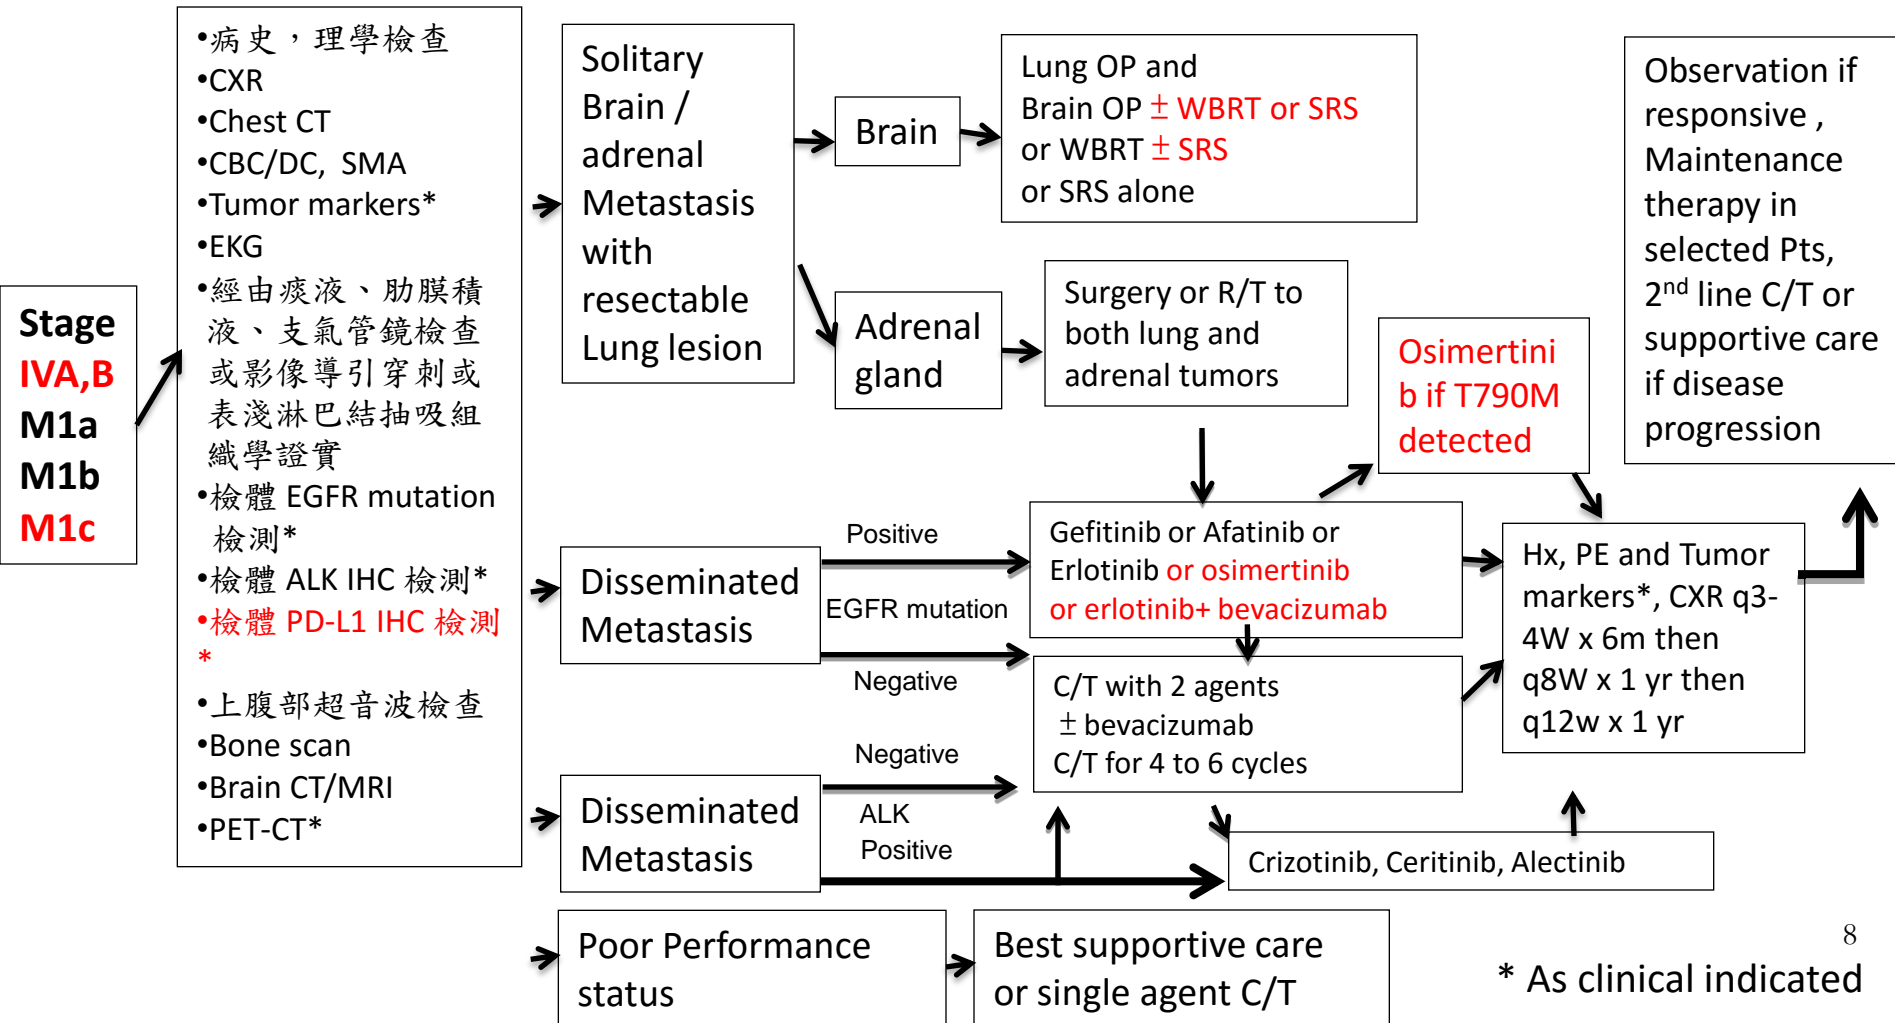 Stage
IVA,B
M1a
M1b
M1c
•病史，理學檢查
•CXR
•Chest CT
•CBC/DC, SMA
•Tumor markers*
•EKG
•經由痰液、肋膜積
液、支氣管鏡檢查
或影像導引穿刺或
表淺淋巴結抽吸組
織學證實
•檢體 EGFR mutation
檢測*
•檢體 ALK IHC 檢測*
•檢體 PD-L1 IHC 檢測
*
•上腹部超音波檢查
•Bone scan
•Brain CT/MRI
•PET-CT*
Solitary
Brain /
adrenal
Metastasis
with
resectable
Lung lesion
Brain
Lung OP and
Brain OP ± WBRT or SRS
or WBRT ± SRS
or SRS alone
Adrenal
gland
Surgery or R/T to
both lung and
adrenal tumors
Disseminated
Metastasis
Positive
EGFR mutation
Negative
Gefitinib or Afatinib or
Erlotinib or osimertinib
or erlotinib+ bevacizumab
Osimertini
b if T790M
detected
C/T with 2 agents
± bevacizumab
C/T for 4 to 6 cycles
Disseminated
Metastasis
Negative
ALK
Positive
Crizotinib, Ceritinib, Alectinib
Hx, PE and Tumor
markers*, CXR q3-
4W x 6m then
q8W x 1 yr then
q12w x 1 yr
Observation if
responsive ,
Maintenance
therapy in
selected Pts,
2nd line C/T or
supportive care
if disease
progression
Poor Performance
status
Best supportive care
or single agent C/T
8
* As clinical indicated